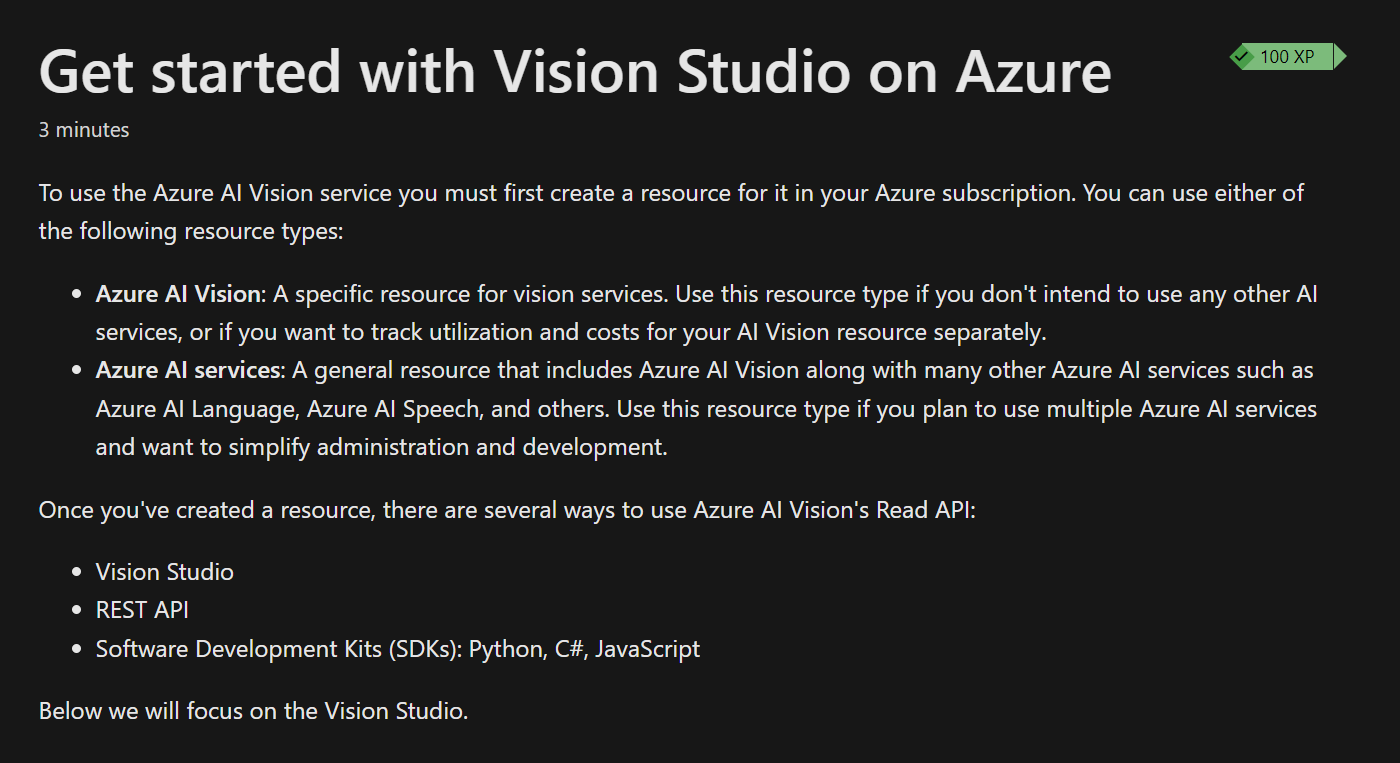 Get started with Vision Studio on Azure
100 XP
3 minutes
To use the Azure AI Vision service you must first create a resource for it in your Azure subscription. You can use either of
the following resource types:
• Azure AI Vision: A specific resource for vision services. Use this resource type if you don't intend to use any other AI
services, or if you want to track utilization and costs for your AI Vision resource separately.
• Azure AI services: A general resource that includes Azure AI Vision along with many other Azure AI services such as
Azure AI Language, Azure AI Speech, and others. Use this resource type if you plan to use multiple Azure AI services
and want to simplify administration and development.
Once you've created a resource, there are several ways to use Azure AI Vision's Read API:
• Vision Studio
• REST API
• Software Development Kits (SDKs): Python, C#, JavaScript
Below we will focus on the Vision Studio.